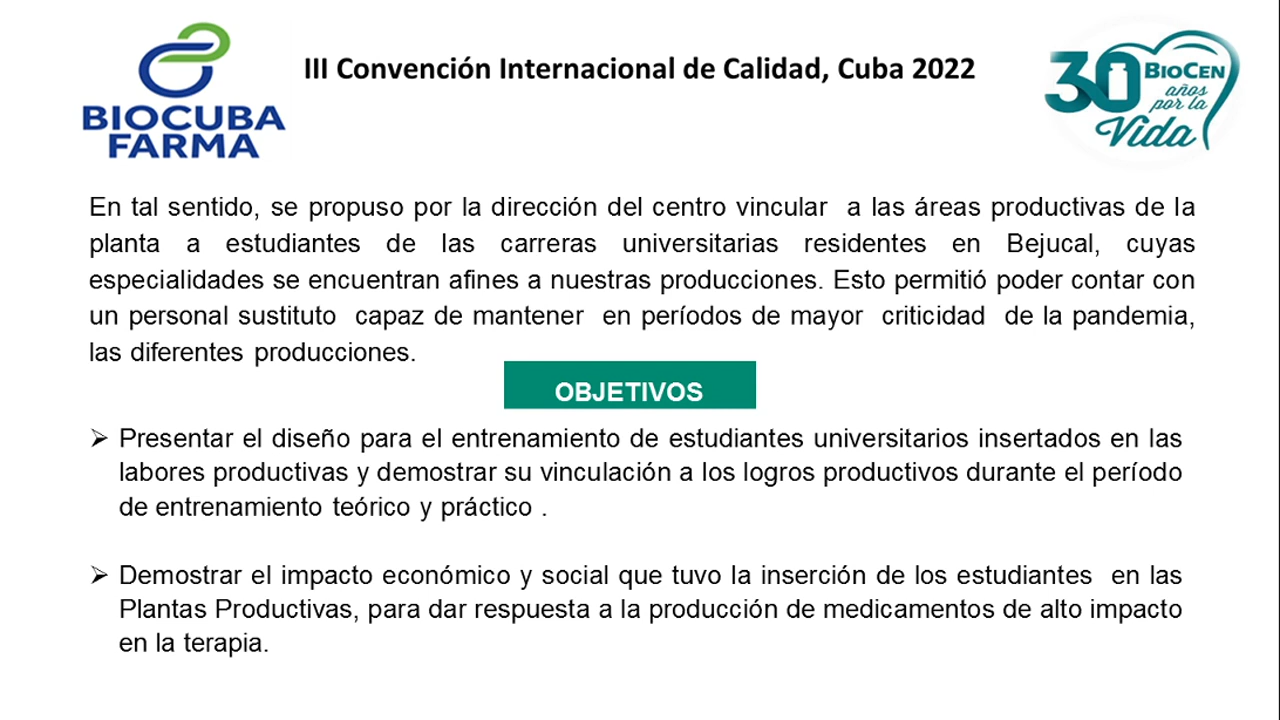 BIOCUBA
FARMA
III Convención Internacional de Calidad, Cuba 2022
30 BIOCEN
años
por la
Vida
En tal sentido, se propuso por la dirección del centro vincular a las áreas productivas de la
planta a estudiantes de las carreras universitarias residentes en Bejucal, cuyas
especialidades se encuentran afines a nuestras producciones. Esto permitió poder contar con
un personal sustituto capaz de mantener en períodos de mayor criticidad de la pandemia,
las diferentes producciones.
OBJETIVOS
➢ Presentar el diseño para el entrenamiento de estudiantes universitarios insertados en las
labores productivas y demostrar su vinculación a los logros productivos durante el período
de entrenamiento teórico y práctico .
➢ Demostrar el impacto económico y social que tuvo la inserción de los estudiantes en las
Plantas Productivas, para dar respuesta a la producción de medicamentos de alto impacto
en la terapia.